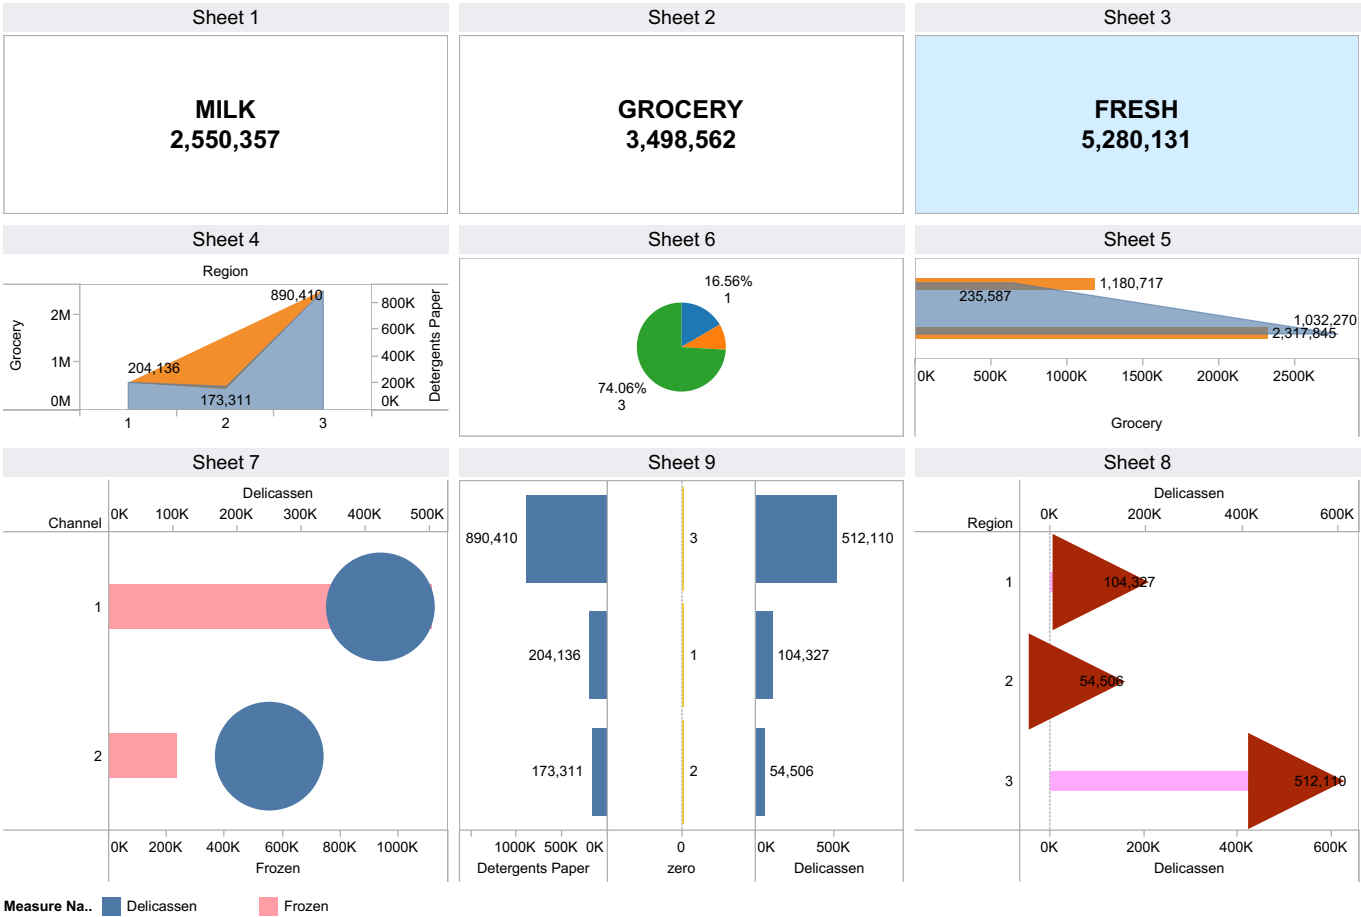 Sheet 1
Sheet 2
Sheet 3
MILK
2,550,357
GROCERY
3,498,562
FRESH
5,280,131
Sheet 4
Sheet 6
Sheet 5
Region
890,410
204,136
173,311
Grocery
2M
1M
0M
800K
600K
400K
200K
0K
Detergents Paper
1 2 3
16.56%
1
74.06%
3
1,180,717
235,587
1,032,270
2,317,845
0K 500K 1000K 1500K 2000K 2500K
Grocery
Sheet 7
Sheet 9
Sheet 8
Delicassen
Channel 0K 100K 200K 300K 400K 500K
1
2
0K 200K 400K 600K 800K 1000K
Frozen
890,410 3 512,110
204,136 1 104,327
173,311 2 54,506
1000K 500K 0K 0 0K 500K
Detergents Paper zero Delicassen
Delicassen
Region 0K 200K 400K 600K
1 104,327
2 54,506
3 512,110
0K 200K 400K 600K
Delicassen
Measure Na.. Delicassen Frozen